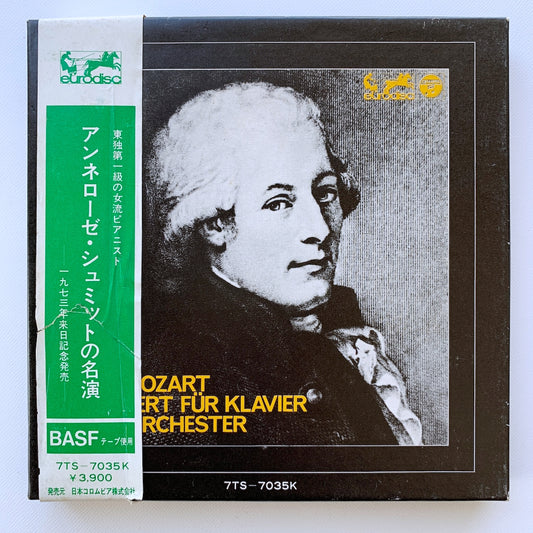 eurodisc
東独第一級の女流ピアニスト
アンネローゼ・シュミットの名演
一九七三年来日記念発売
BASF テープ使用
7TS-7035K
¥3,900
発売元 日本コロムビア株式会社
eurodisc
OZART
ERT FÜR KLAVIER
RCHESTER
7TS-7035K